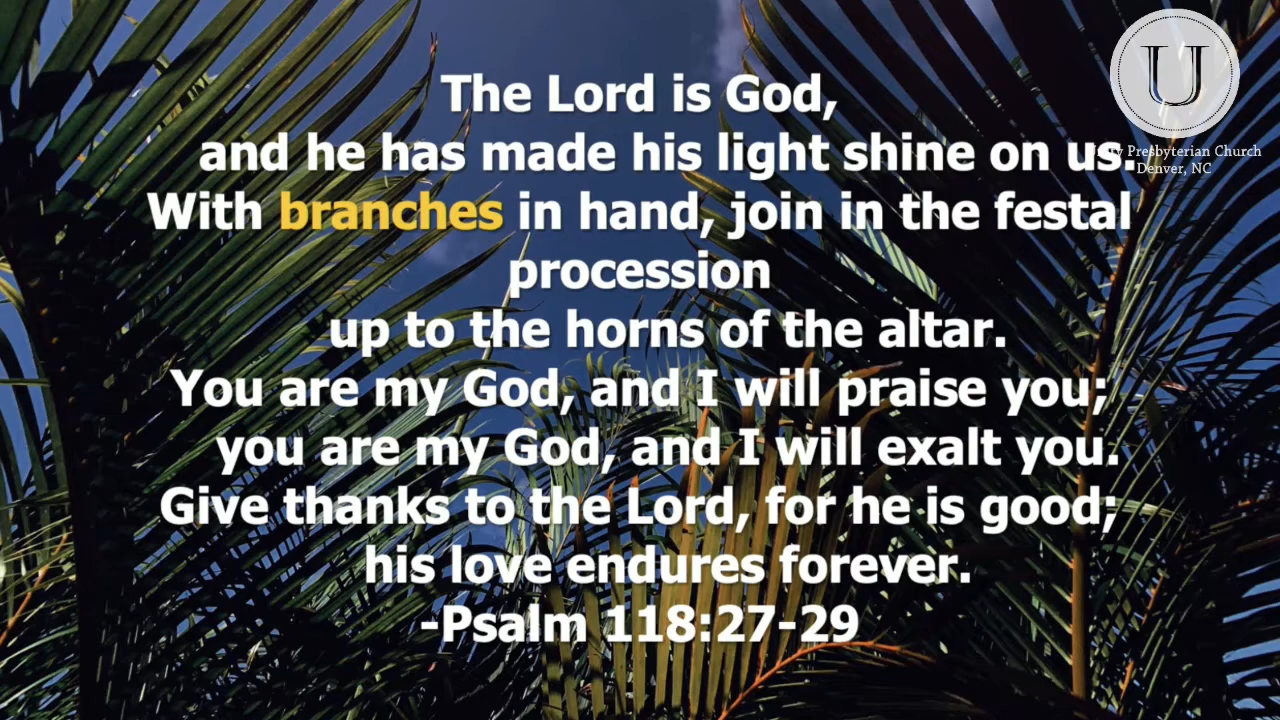 The Lord is God,
and he has made his light shine on us.
With branches in hand, join in the festal
procession
up to the horns of the altar.
You are my God, and I will praise you;
you are my God, and I will exalt you.
Give thanks to the Lord, for he is good;
his love endures forever.
-Psalm 118:27-29
U
Presbyterian Church
Denver, NC